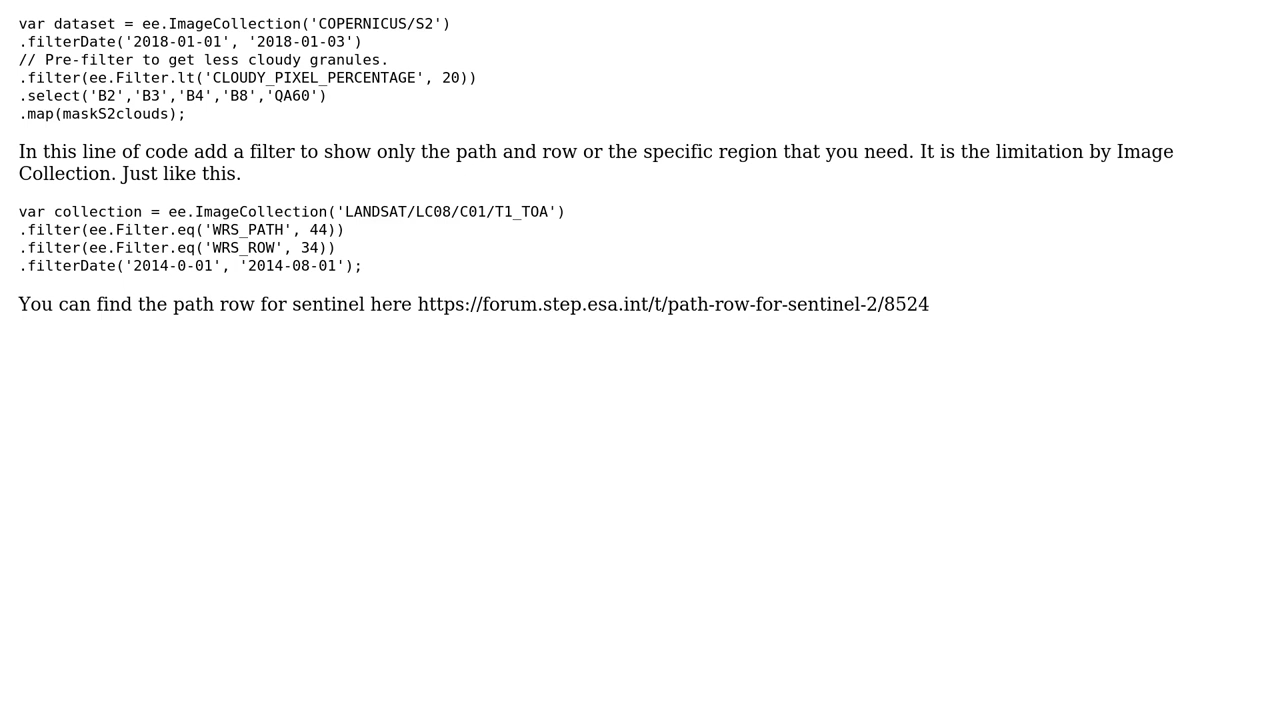 var dataset = ee.ImageCollection('COPERNICUS/S2')
.filterDate('2018-01-01', '2018-01-03')
// Pre-filter to get less cloudy granules.
.filter(ee.Filter.lt('CLOUDY_PIXEL_PERCENTAGE', 20))
.select('B2','B3','B4','B8','QA60')
.map(maskS2clouds);
In this line of code add a filter to show only the path and row or the specific region that you need. It is the limitation by Image
Collection. Just like this.
var collection = ee.ImageCollection('LANDSAT/LC08/C01/T1_TOA')
.filter(ee.Filter.eq('WRS_PATH', 44))
.filter(ee.Filter.eq('WRS_ROW', 34))
.filterDate('2014-0-01', '2014-08-01');
You can find the path row for sentinel here https://forum.step.esa.int/t/path-row-for-sentinel-2/8524